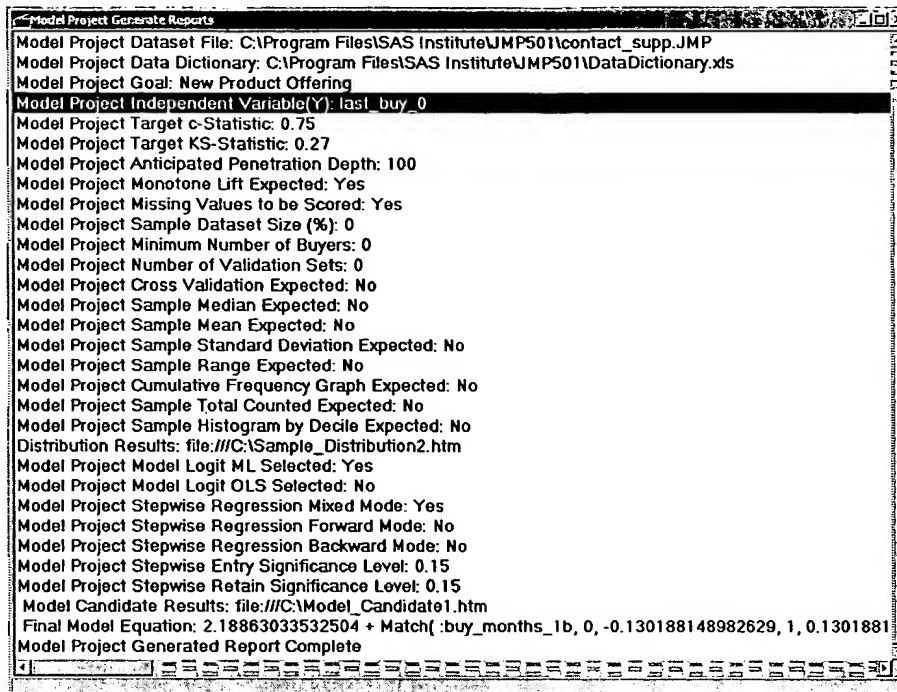 Model Project Generate Reports
Model Project Dataset File: C:\Program Files\SAS Institute\JMP501\contact_supp.JMP
Model Project Data Dictionary: C:\Program Files\SAS Institute\JMP501\DataDictionary.xls
Model Project Goal: New Product Offering
Model Project Independent Variable(Y): last_buy_0
Model Project Target c-Statistic: 0.75
Model Project Target KS-Statistic: 0.27
Model Project Anticipated Penetration Depth: 100
Model Project Monotone Lift Expected: Yes
Model Project Missing Values to be Scored: Yes
Model Project Sample Dataset Size (%): 0
Model Project Minimum Number of Buyers: 0
Model Project Number of Validation Sets: 0
Model Project Cross Validation Expected: No
Model Project Sample Median Expected: No
Model Project Sample Mean Expected: No
Model Project Sample Standard Deviation Expected: No
Model Project Sample Range Expected: No
Model Project Cumulative Frequency Graph Expected: No
Model Project Sample Total Counted Expected: No
Model Project Sample Histogram by Decile Expected: No
Distribution Results: file:///C:\Sample_Distribution2.htm
Model Project Model Logit ML Selected: Yes
Model Project Model Logit OLS Selected: No
Model Project Stepwise Regression Mixed Mode: Yes
Model Project Stepwise Regression Forward Mode: No
Model Project Stepwise Regression Backward Mode: No
Model Project Stepwise Entry Significance Level: 0.15
Model Project Stepwise Retain Significance Level: 0.15
Model Candidate Results: file:///C:\Model_Candidate1.htm
Final Model Equation: 2.18863033532504 + Match( :buy_months_1b, 0, -0.130188148982629, 1, 0.1301881
Model Project Generated Report Complete